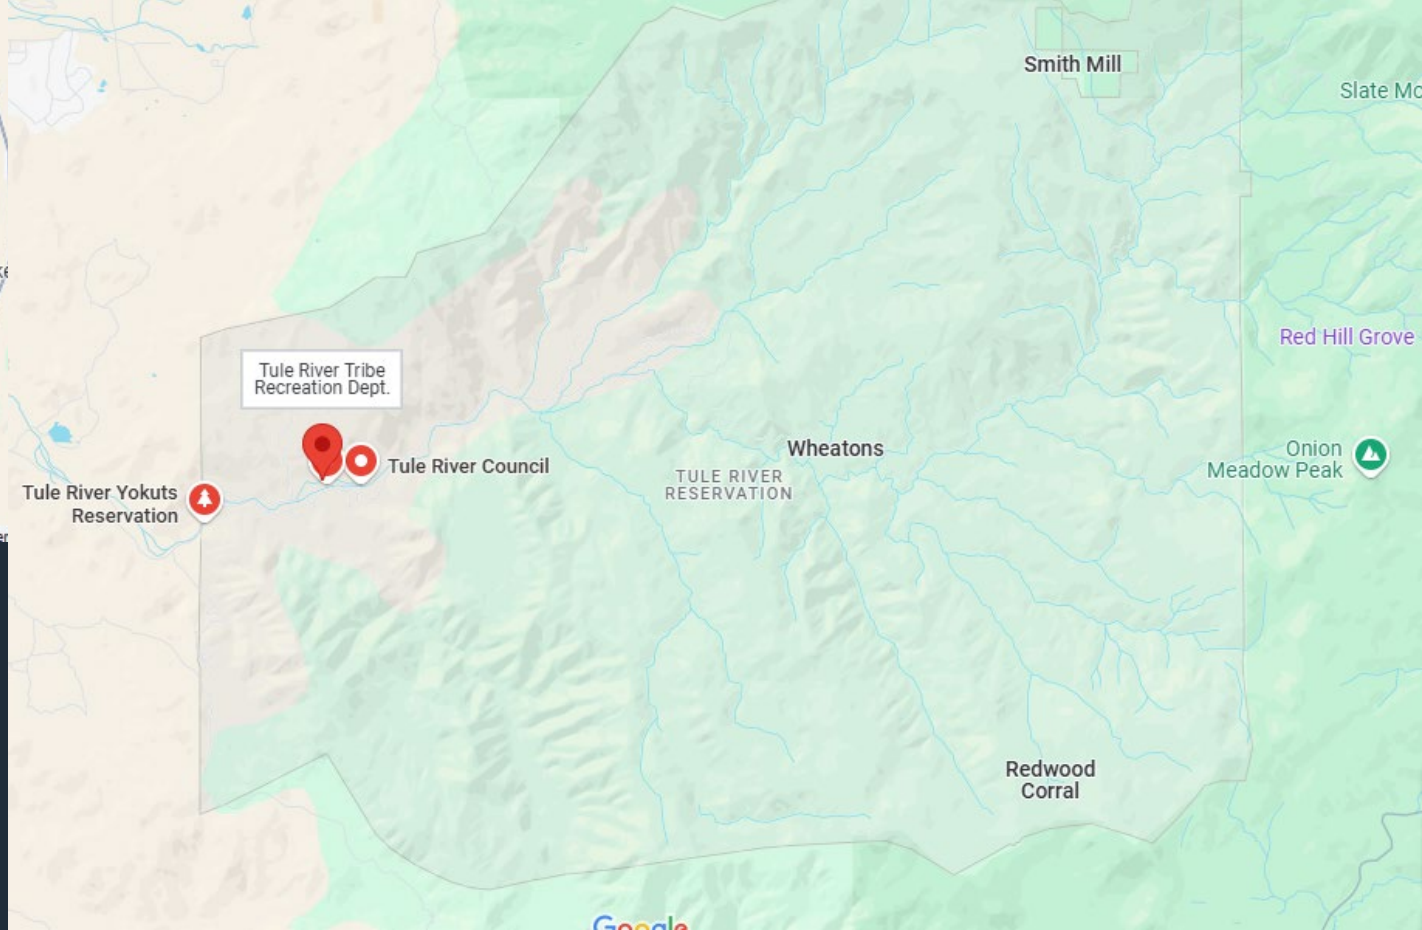 Smith Mill
Slate Mo
Red Hill Grove
Tule River Tribe
Recreation Dept.
Onion
Meadow Peak
Wheatons
Tule River Council
TULE RIVER
RESERVATION
Tule River Yokuts
Reservation
Redwood
Corral
Google